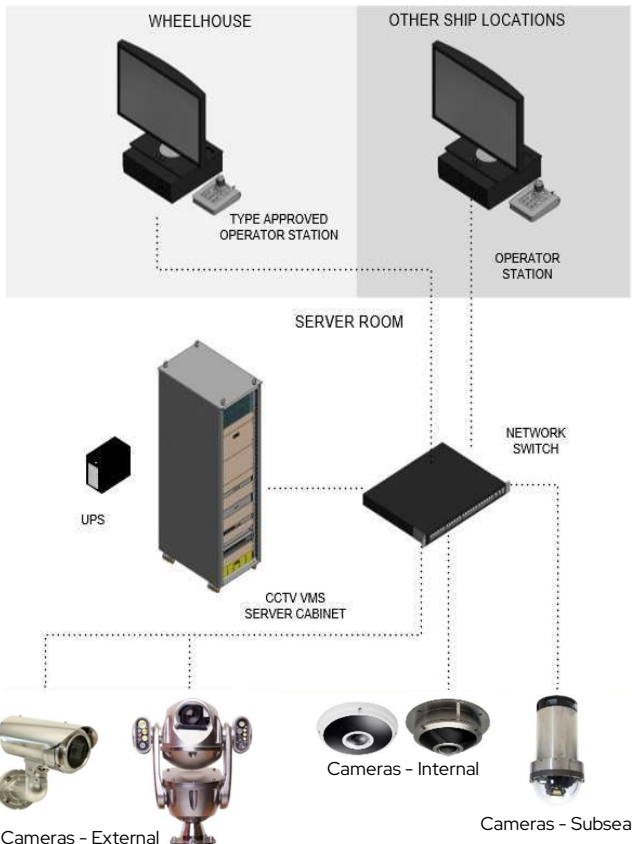 WHEELHOUSE
OTHER SHIP LOCATIONS
TYPE APPROVED
OPERATOR STATION
OPERATOR
STATION
SERVER ROOM
NETWORK
SWITCH
UPS
CCTV VMS
SERVER CABINET
Cameras - Internal
Cameras - Subsea
Cameras - External